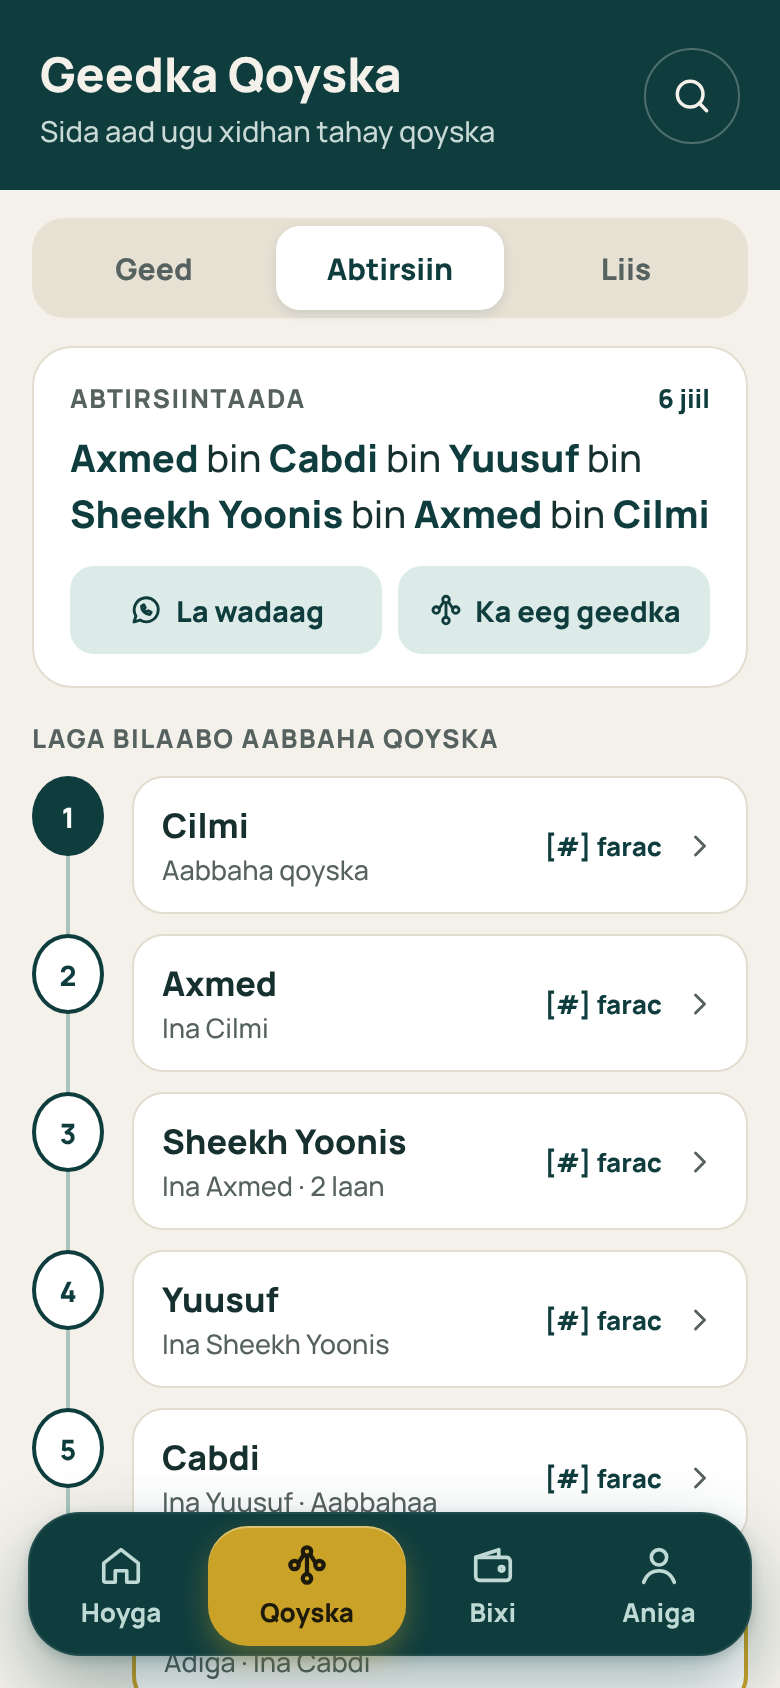 Geedka Qoyska
Sida aad ugu xidhan tahay qoyska
Geed
Abtirsiin
Liis
ABTIRSIINTAADA
6 jiil
Axmed bin Cabdi bin Yuusuf bin
Sheekh Yoonis bin Axmed bin Cilmi
La wadaag
Ka eeg geedka
LAGA BILAABO AABBAHA QOYSKA
1
Cilmi
Aabbaha qoyska
[#] farac
2
Axmed
Ina Cilmi
[#] farac
3
Sheekh Yoonis
Ina Axmed · 2 laan
[#] farac
4
Yuusuf
Ina Sheekh Yoonis
[#] farac
5
Cabdi
Ina Yuusuf · Aabbahaa
[#] farac
Hoyga
Qoyska
Bixi
Aniga
Adiga · Ina Cabdi